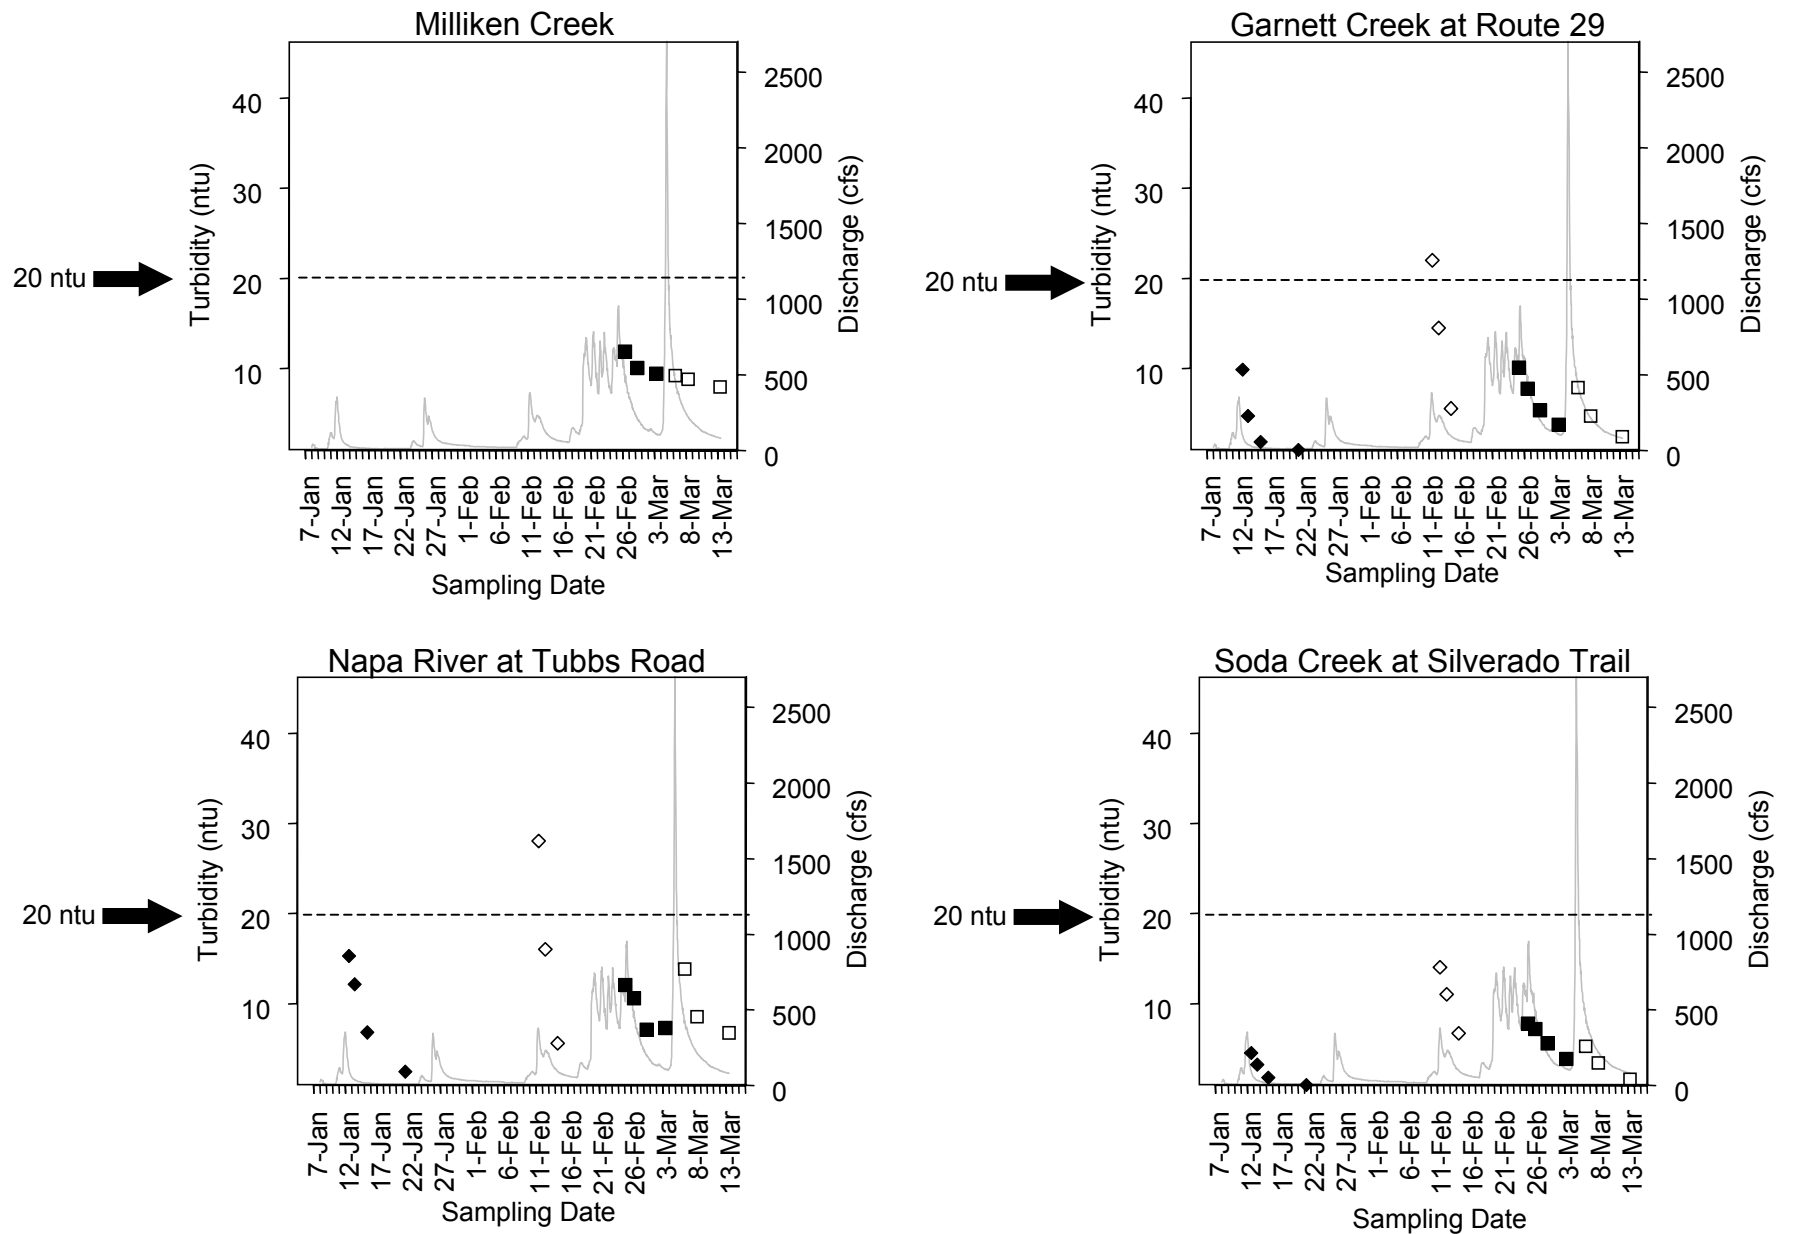 Milliken Creek
40
30
20
10
Turbidity (ntu)
20 ntu
2500
2000
1500
1000
500
0
Discharge (cfs)
7-Jan
12-Jan
17-Jan
22-Jan
27-Jan
1-Feb
6-Feb
11-Feb
16-Feb
21-Feb
26-Feb
3-Mar
8-Mar
13-Mar
Sampling Date
Garnett Creek at Route 29
40
30
20
10
Turbidity (ntu)
20 ntu
2500
2000
1500
1000
500
0
Discharge (cfs)
7-Jan
12-Jan
17-Jan
22-Jan
27-Jan
1-Feb
6-Feb
11-Feb
16-Feb
21-Feb
26-Feb
3-Mar
8-Mar
13-Mar
Sampling Date
Napa River at Tubbs Road
40
30
20
10
Turbidity (ntu)
20 ntu
2500
2000
1500
1000
500
0
Discharge (cfs)
7-Jan
12-Jan
17-Jan
22-Jan
27-Jan
1-Feb
6-Feb
11-Feb
16-Feb
21-Feb
26-Feb
3-Mar
8-Mar
13-Mar
Sampling Date
Soda Creek at Silverado Trail
40
30
20
10
Turbidity (ntu)
20 ntu
2500
2000
1500
1000
500
0
Discharge (cfs)
7-Jan
12-Jan
17-Jan
22-Jan
27-Jan
1-Feb
6-Feb
11-Feb
16-Feb
21-Feb
26-Feb
3-Mar
8-Mar
13-Mar
Sampling Date